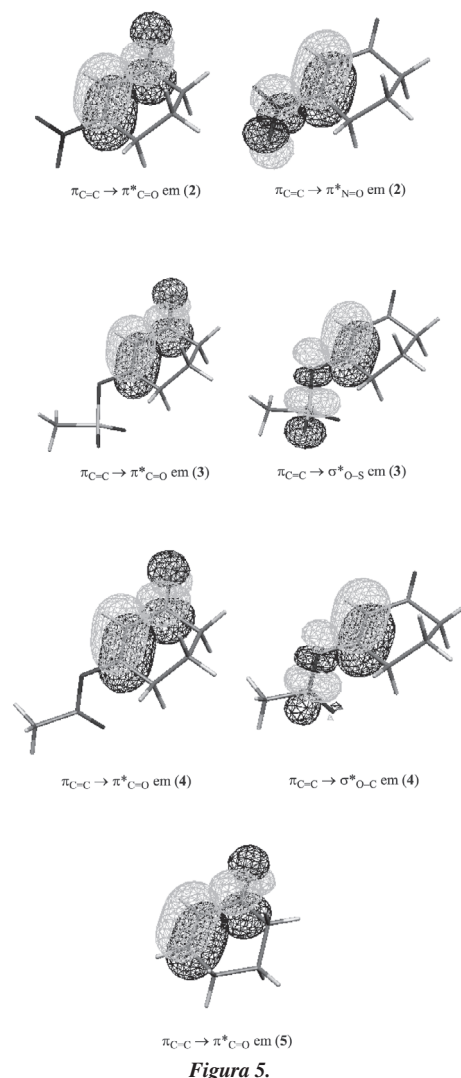 π_C=C → π*_C=O em (2)
π_C=C → π*_N=O em (2)
π_C=C → π*_C=O em (3)
π_C=C → σ*_O–S em (3)
π_C=C → π*_C=O em (4)
π_C=C → σ*_O–C em (4)
π_C=C → π*_C=O em (5)
Figura 5.